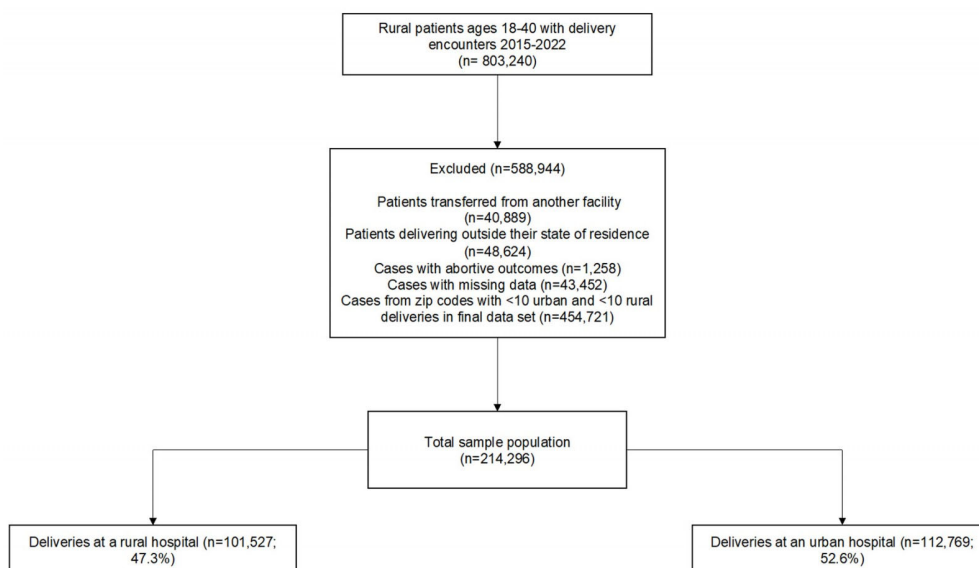 Rural patients ages 18-40 with delivery
encounters 2015-2022
(n= 803,240)
Excluded (n=588,944)
Patients transferred from another facility
(n=40,889)
Patients delivering outside their state of residence
(n=48,624)
Cases with abortive outcomes (n=1,258)
Cases with missing data (n=43,452)
Cases from zip codes with <10 urban and <10 rural
deliveries in final data set (n=454,721)
Total sample population
(n=214,296)
Deliveries at a rural hospital (n=101,527;
47.3%)
Deliveries at an urban hospital (n=112,769;
52.6%)